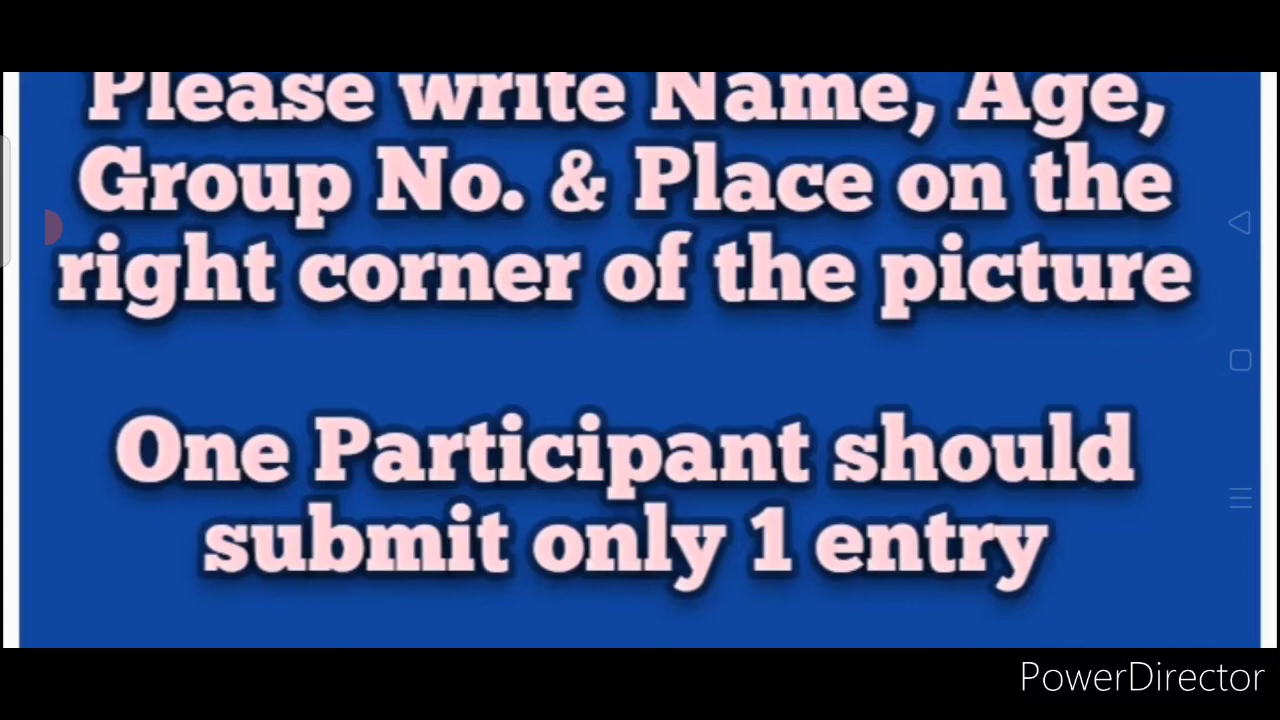 Please write Name, Age,
Group No. & Place on the
right corner of the picture
One Participant should
submit only 1 entry
PowerDirector